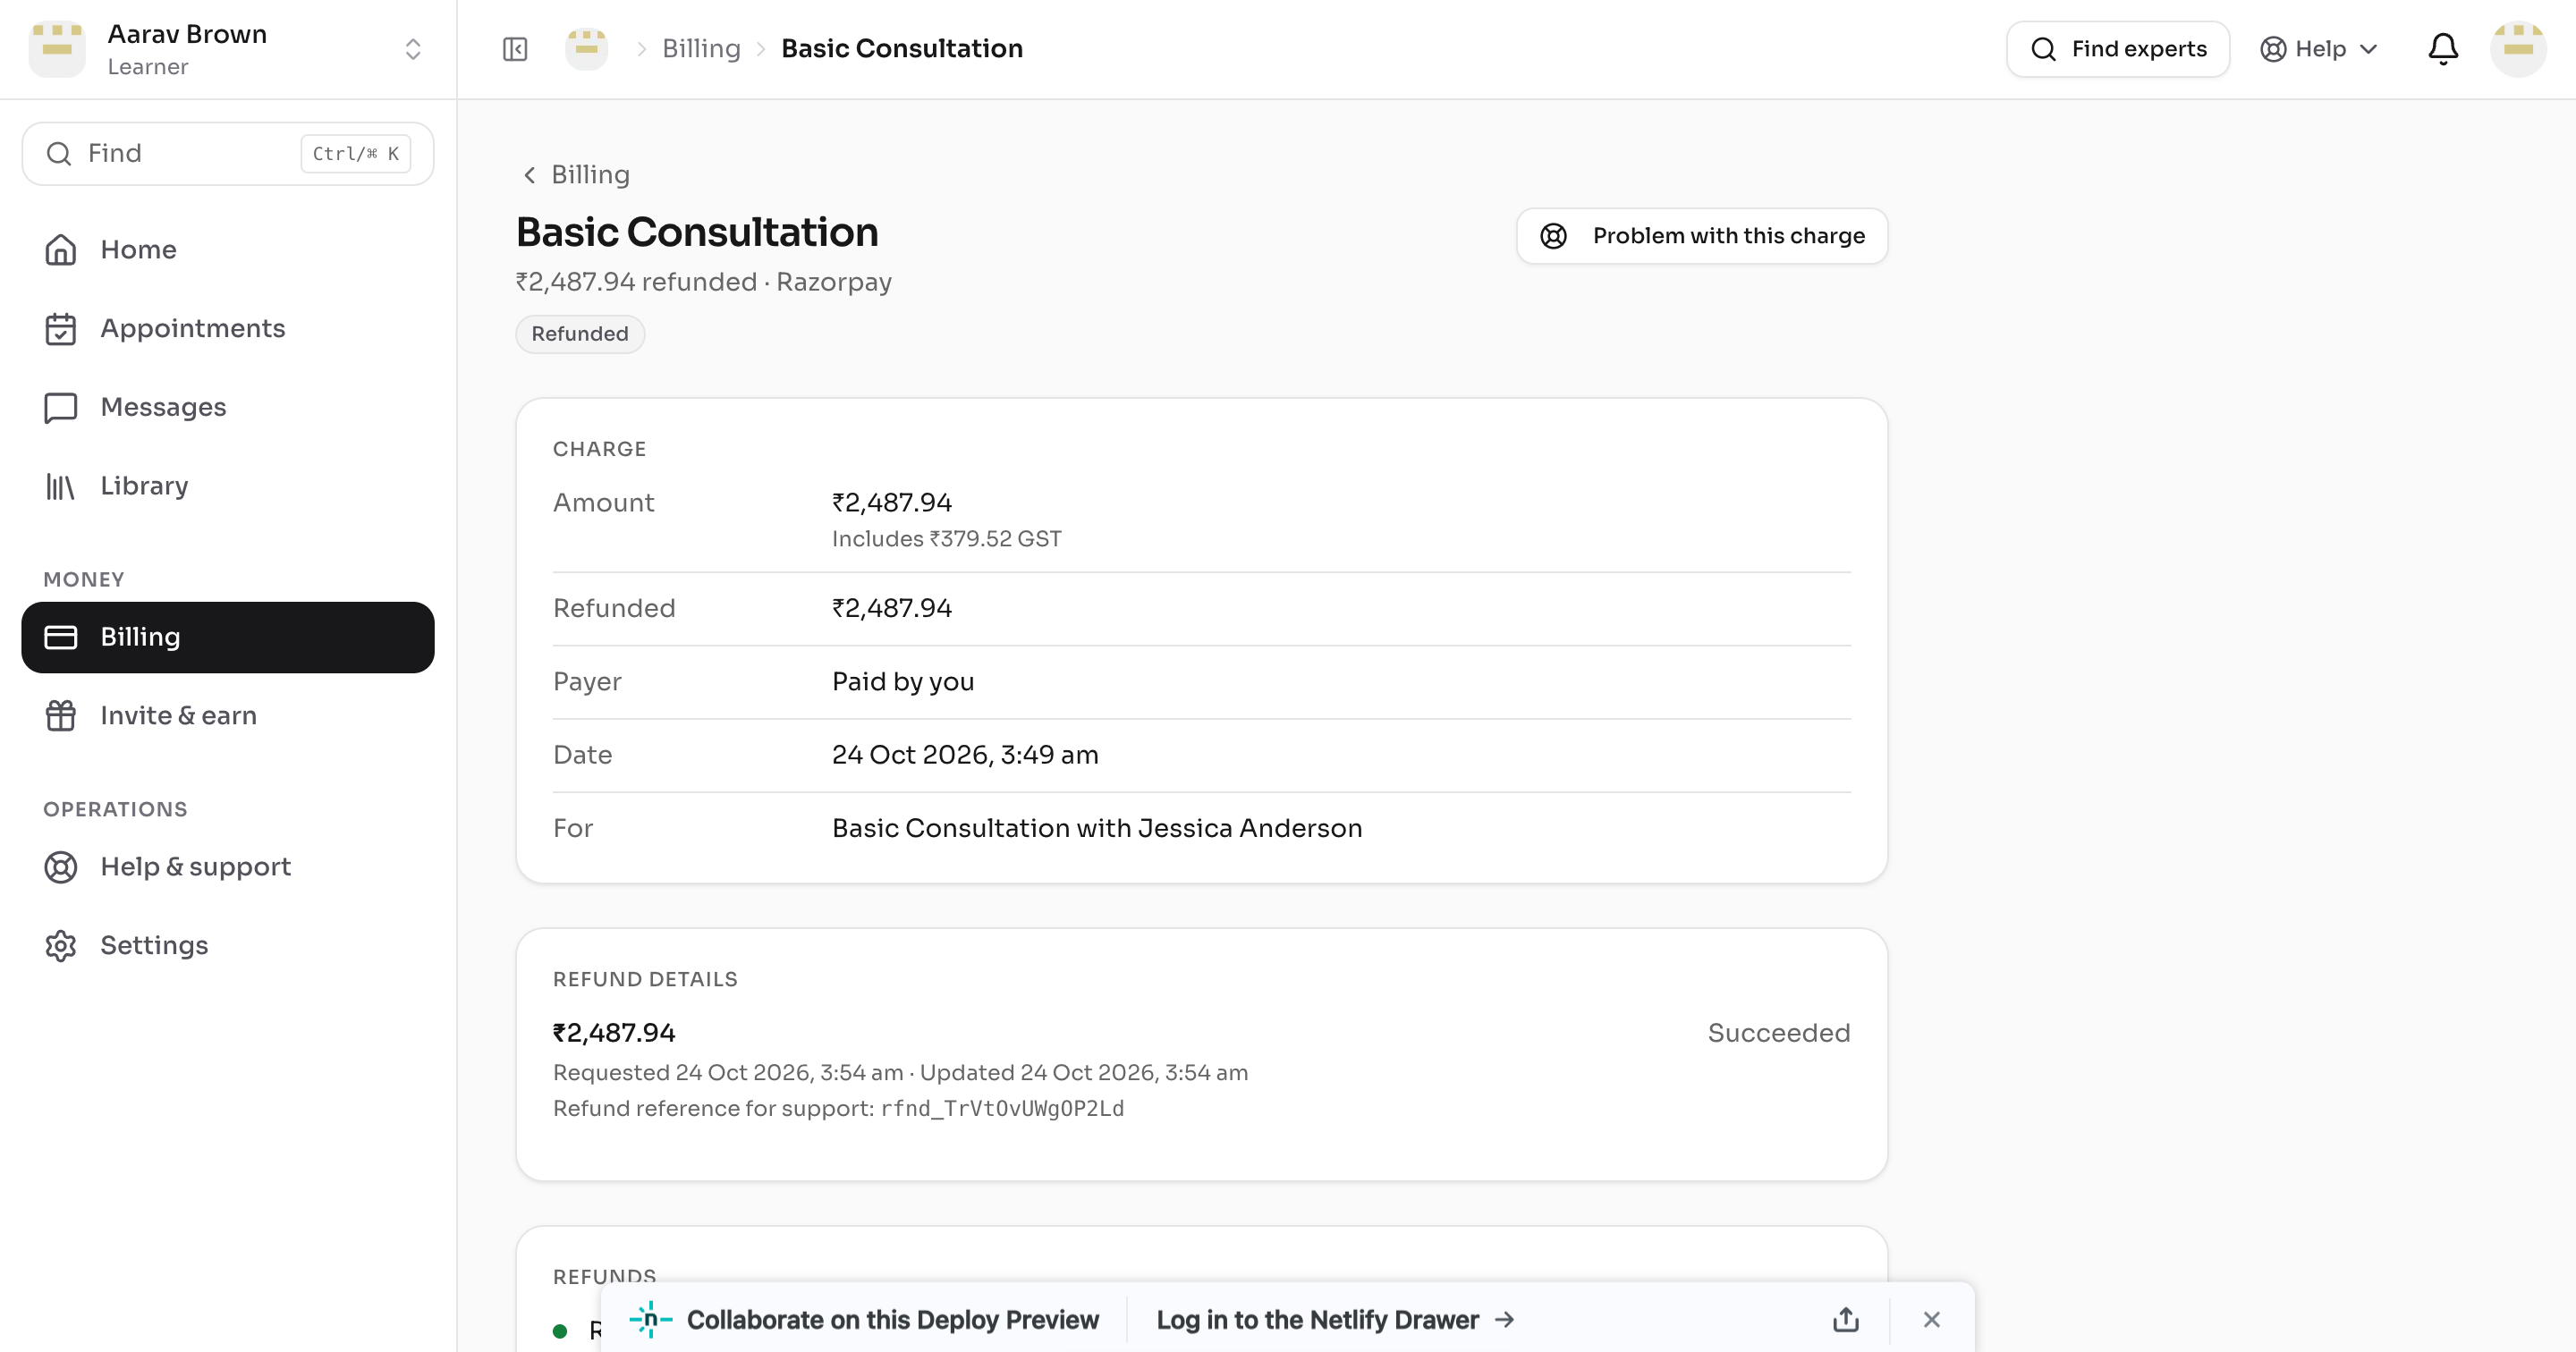 Aarav Brown
Learner
Billing
Basic Consultation
Find experts
Help
Find
Ctrl/⌘ K
Home
Appointments
Messages
Library
MONEY
Billing
Invite & earn
OPERATIONS
Help & support
Settings
Billing
Basic Consultation
Problem with this charge
₹2,487.94 refunded · Razorpay
Refunded
CHARGE
Amount
₹2,487.94
Includes ₹379.52 GST
Refunded
₹2,487.94
Payer
Paid by you
Date
24 Oct 2026, 3:49 am
For
Basic Consultation with Jessica Anderson
REFUND DETAILS
₹2,487.94
Succeeded
Requested 24 Oct 2026, 3:54 am · Updated 24 Oct 2026, 3:54 am
Refund reference for support: rfnd_TrVtOvUWgOP2Ld
REFUNDS
Collaborate on this Deploy Preview
Log in to the Netlify Drawer →